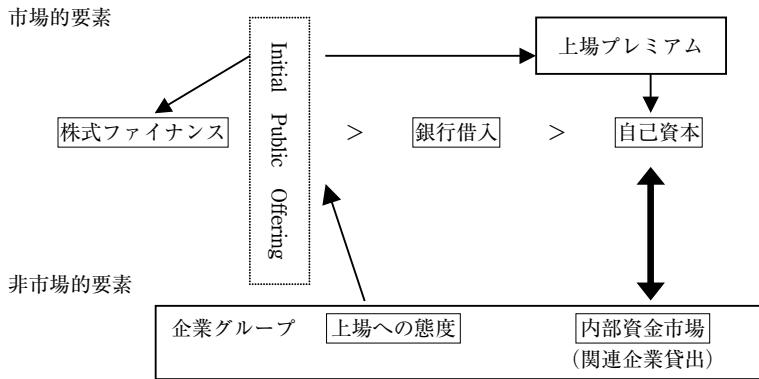 市場的要素
上場プレミアム
Initial Public Offering
株式ファイナンス > 銀行借入 > 自己資本
非市場的要素
企業グループ 上場への態度 内部資金市場
（関連企業貸出）